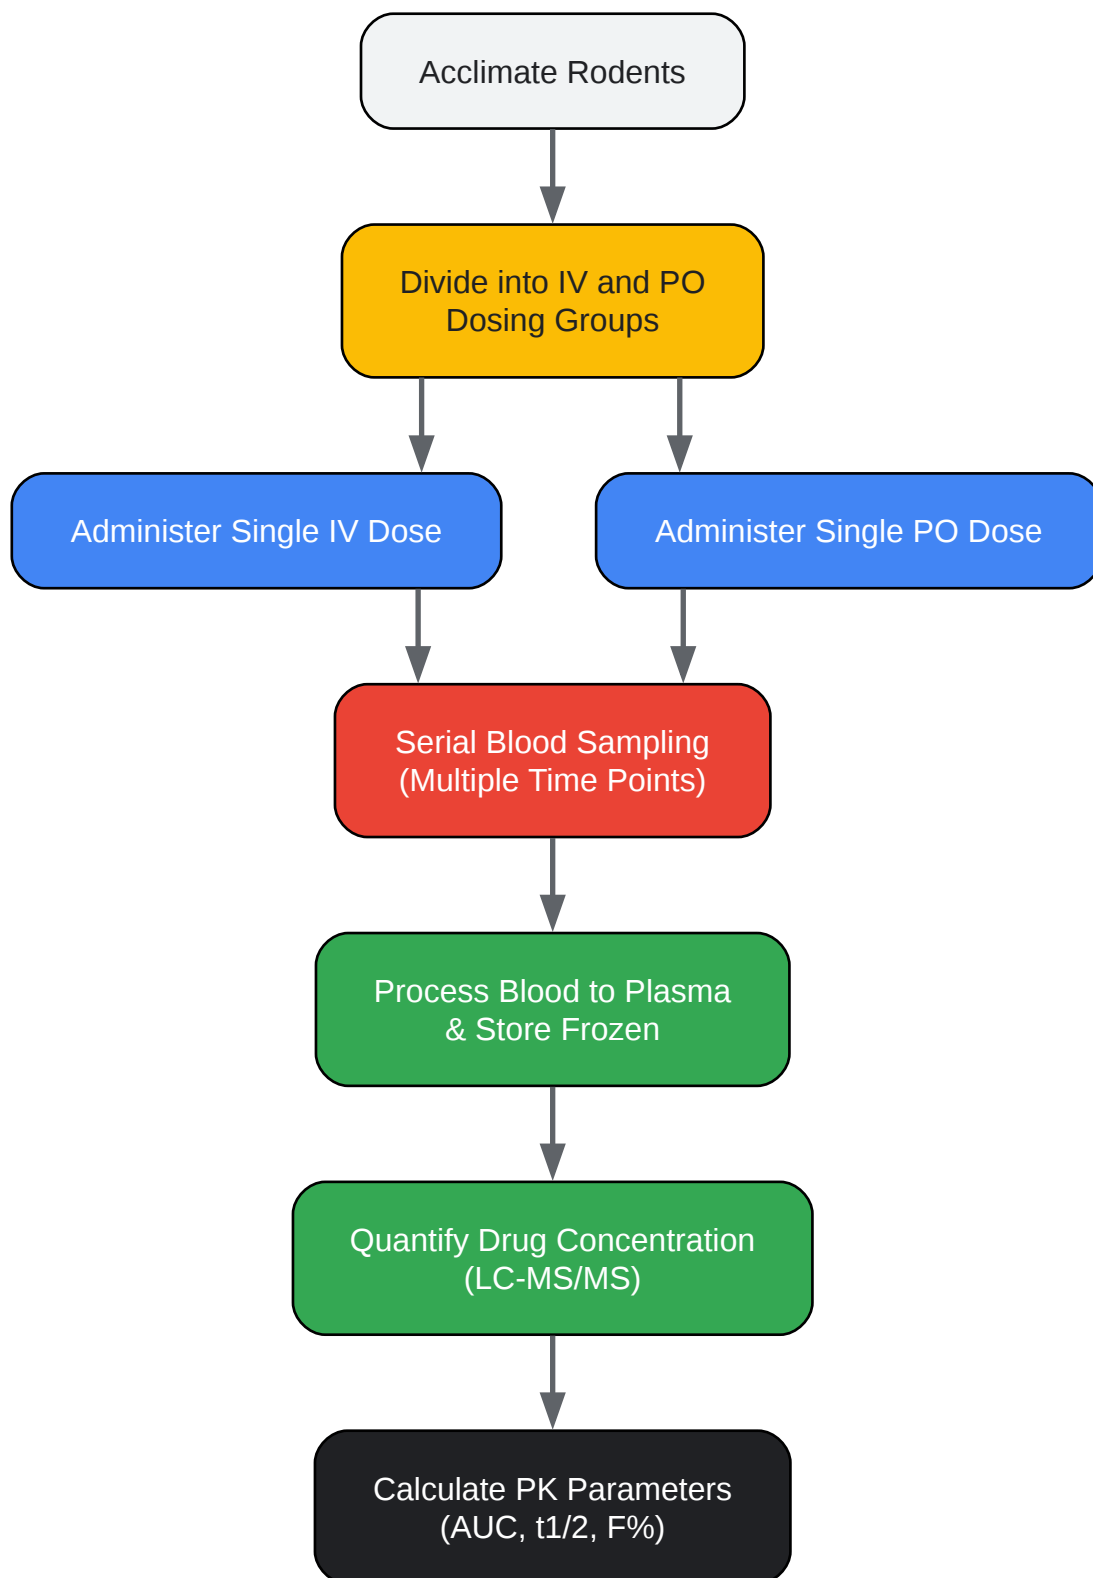 Acclimate Rodents
Divide into IV and PO
Dosing Groups
Administer Single IV Dose
Administer Single PO Dose
Serial Blood Sampling
(Multiple Time Points)
Process Blood to Plasma
& Store Frozen
Quantify Drug Concentration
(LC-MS/MS)
Calculate PK Parameters
(AUC, t1/2, F%)